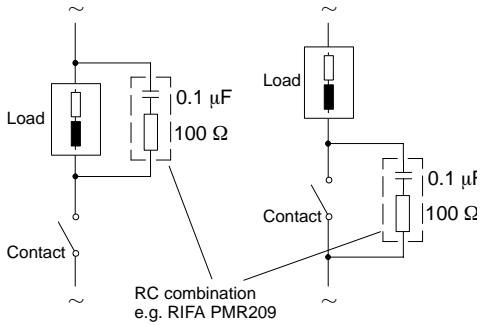 ~
~
Load
0.1 μF
100 Ω
Contact
~
Load
0.1 μF
100 Ω
Contact
~
RC combination
e.g. RIFA PMR209